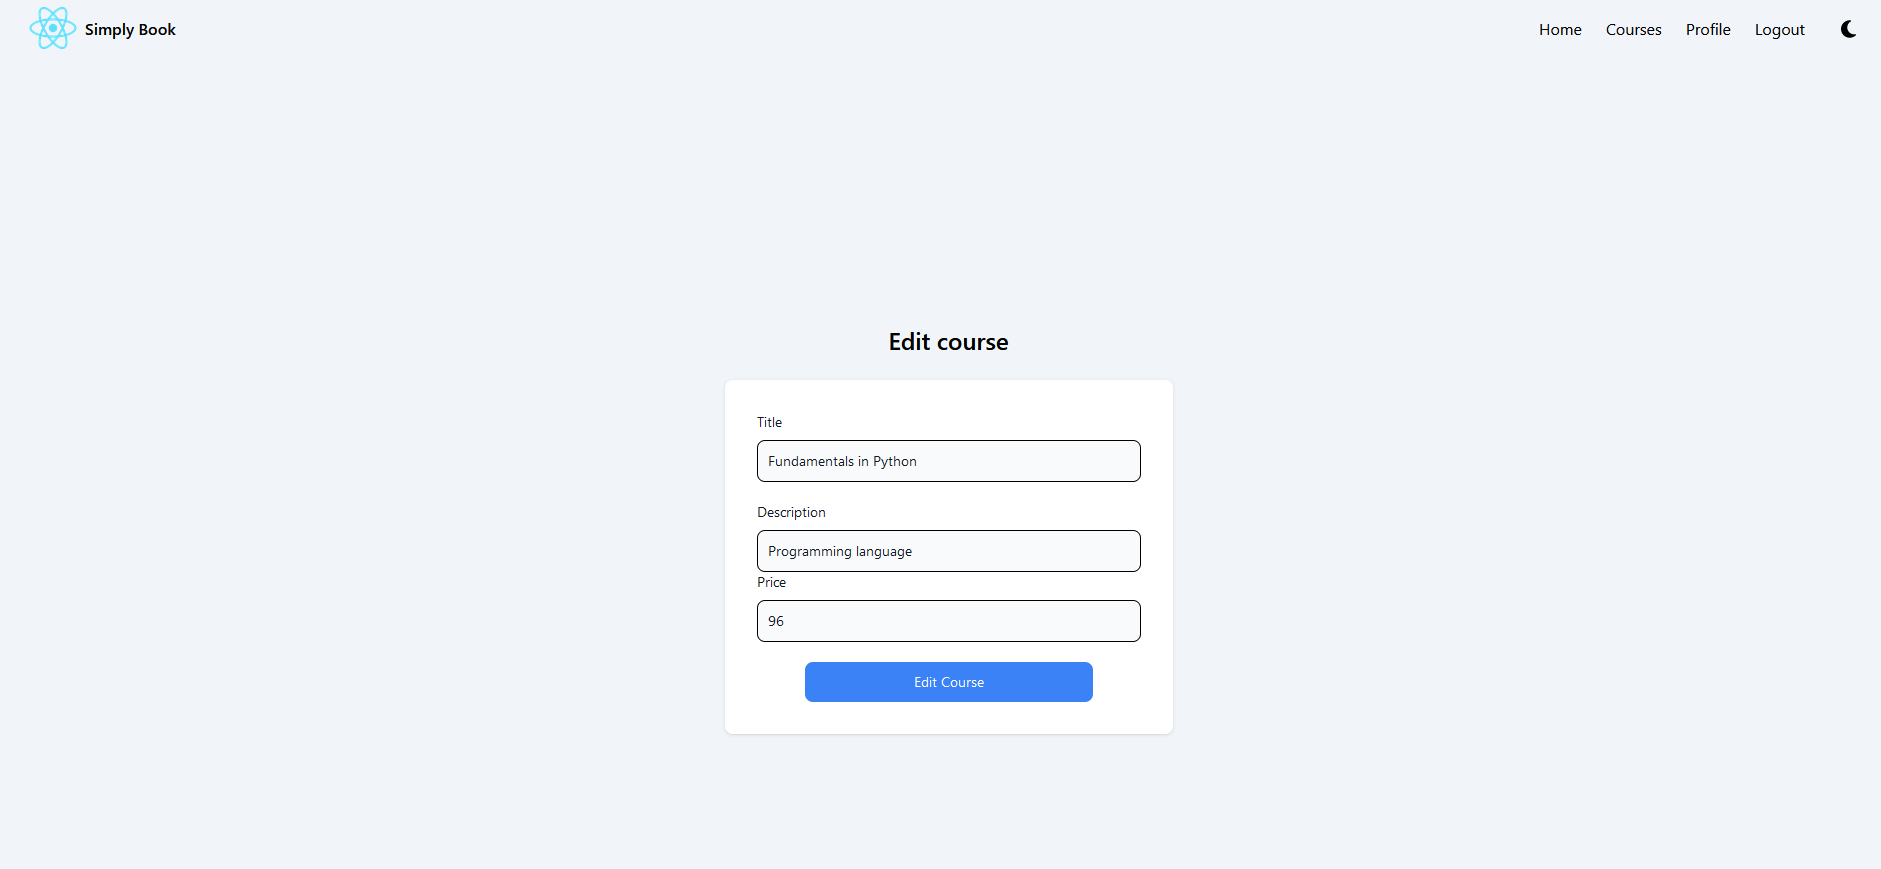 Simply Book
Home Courses Profile Logout
Edit course
Title
Fundamentals in Python
Description
Programming language
Price
96
Edit Course